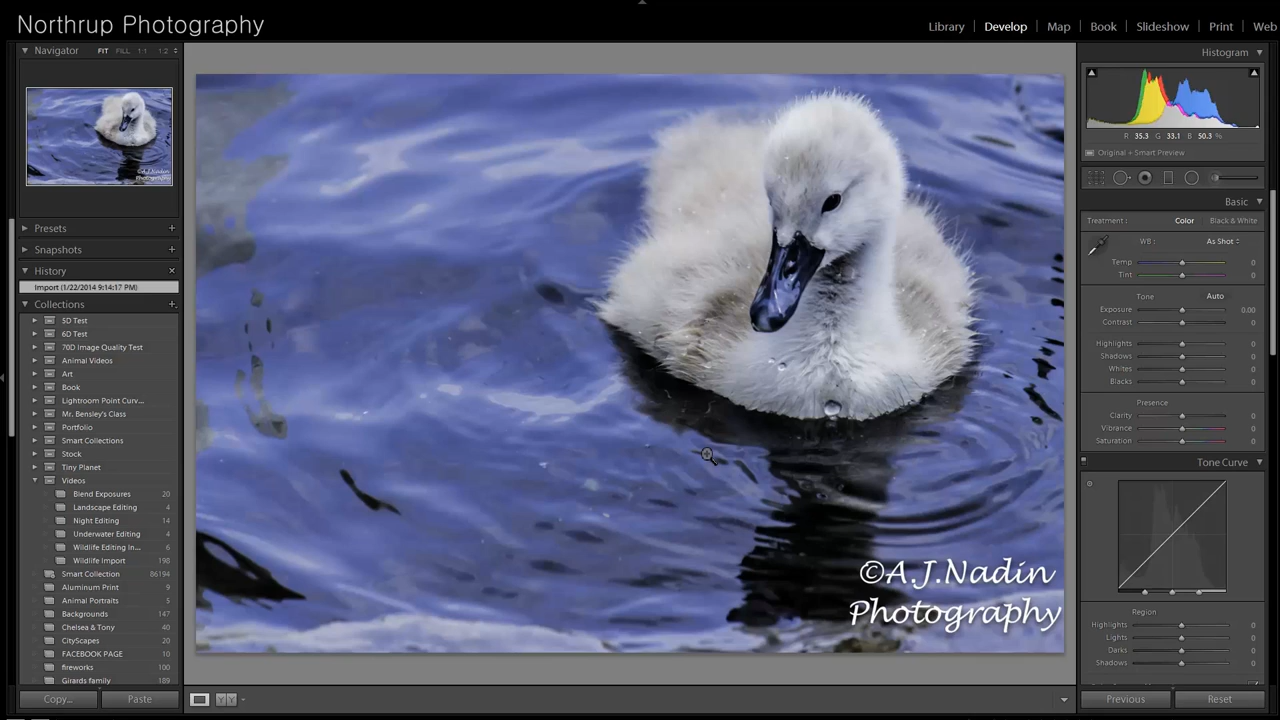 Northrup Photography
Library | Develop | Map | Book | Slideshow | Print | Web
Navigator FIT FILL 1:1 1:2
Presets
Snapshots
History
Import (1/22/2014 9:14:17 PM)
Collections
5D Test
6D Test
70D Image Quality Test
Animal Videos
Art
Book
Lightroom Point Curv...
Mr. Bensley's Class
Portfolio
Smart Collections
Stock
Tiny Planet
Videos
Blend Exposures 20
Landscape Editing 4
Night Editing 14
Underwater Editing 4
Wildlife Editing In... 6
Wildlife Import 198
Smart Collection 86194
Aluminum Print 9
Animal Portraits 5
Backgrounds 147
Chelsea & Tony 40
CityScapes 20
FACEBOOK PAGE 10
fireworks 100
Girards family 189
Copy... Paste
©A.J.Nadin
Photography
Histogram
R 35.3 G 33.1 B 50.3 %
Original + Smart Preview
Basic
Treatment : Color | Black & White
WB : As Shot
Temp 0
Tint 0
Tone Auto
Exposure 0.00
Contrast 0
Highlights 0
Shadows 0
Whites 0
Blacks 0
Presence
Clarity 0
Vibrance 0
Saturation 0
Tone Curve
Region
Highlights 0
Lights 0
Darks 0
Shadows 0
Previous Reset